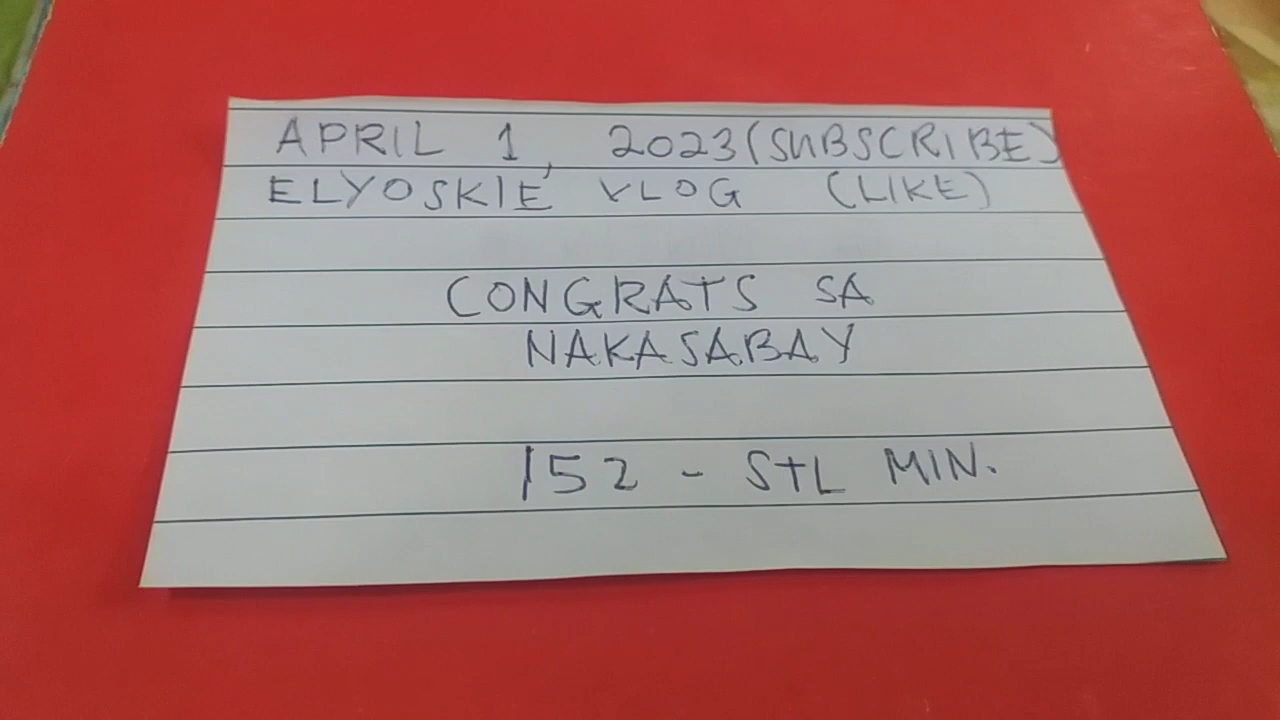 APRIL 1, 2023 (SUBSCRIBE)
ELYOSKIE VLOG (LIKE)
CONGRATS SA
NAKASABAY
152 - STL MIN.